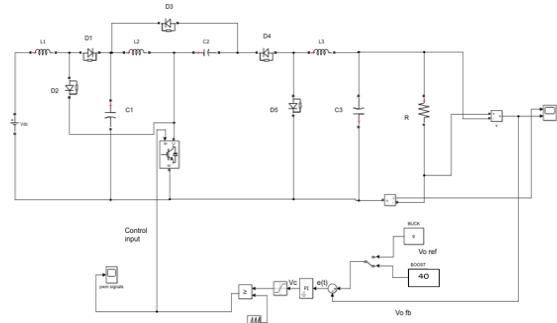 D3
L1
D1
L2
C2
D4
L3
D2
D5
C1
C3
R
Vdc
v
Control
input
pwm signals
≥
Vc
PI
e(t)
BUCK
Vo ref
BOOST
40
Vo fb